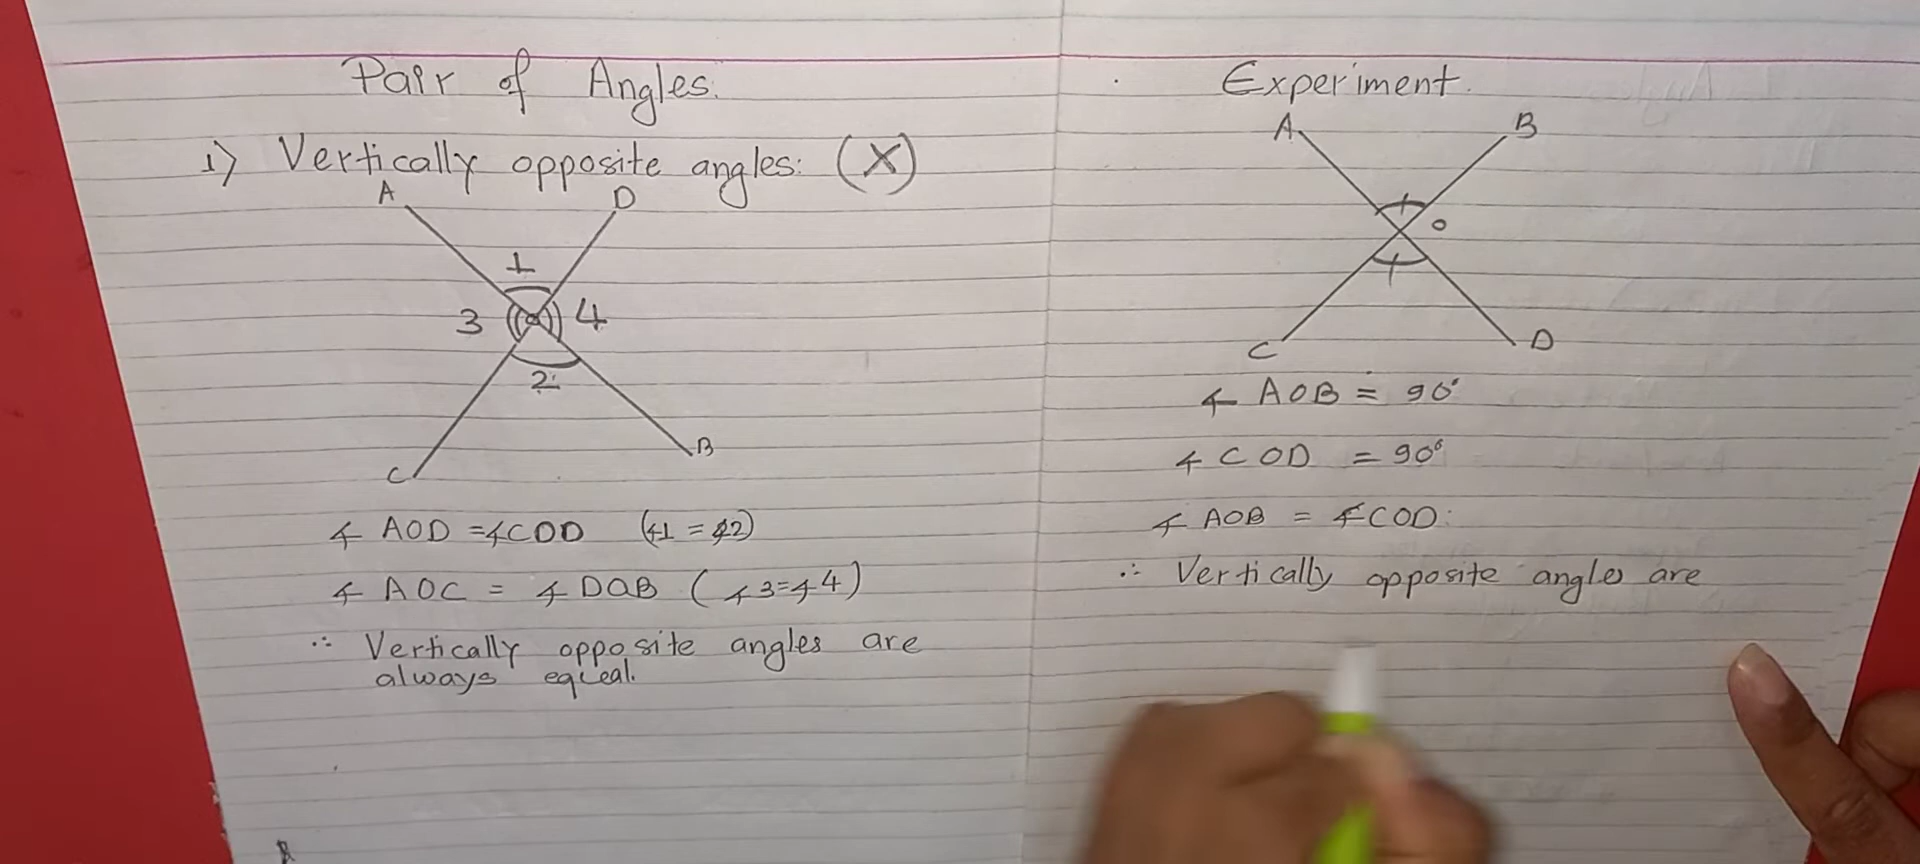 Pair of Angles.
1) Vertically opposite angles: (X)
A
D
1
3
4
2
B
C
∡ AOD = ∡COD (∡1 = ∡2)
∡ AOC = ∡ DOB (∡3=∡4)
∴ Vertically opposite angles are
always equal.
Experiment.
A
B
O
C
D
∡ AOB = 90°
∡ COD = 90°
∡ AOB = ∡COD.
∴ Vertically opposite angles are